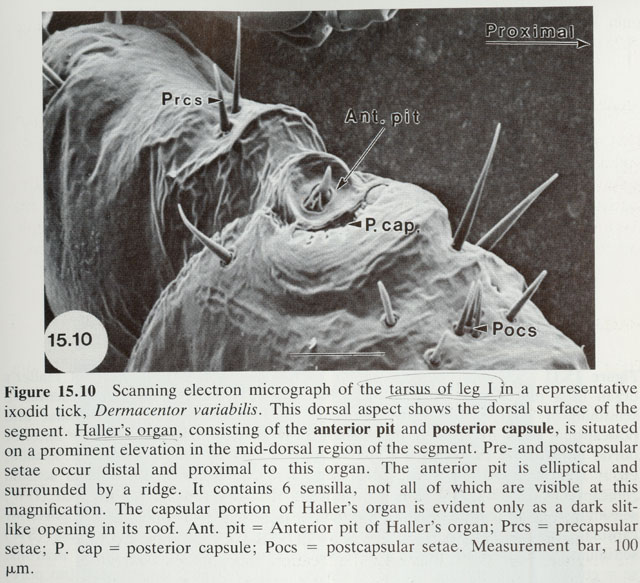 Proximal
Prcs
Ant. pit
P. cap.
Pocs
15.10
Figure 15.10 Scanning electron micrograph of the tarsus of leg I in a representative
ixodid tick, Dermacentor variabilis. This dorsal aspect shows the dorsal surface of the
segment. Haller's organ, consisting of the anterior pit and posterior capsule, is situated
on a prominent elevation in the mid-dorsal region of the segment. Pre- and postcapsular
setae occur distal and proximal to this organ. The anterior pit is elliptical and
surrounded by a ridge. It contains 6 sensilla, not all of which are visible at this
magnification. The capsular portion of Haller's organ is evident only as a dark slit-
like opening in its roof. Ant. pit = Anterior pit of Haller's organ; Prcs = precapsular
setae; P. cap = posterior capsule; Pocs = postcapsular setae. Measurement bar, 100
μm.